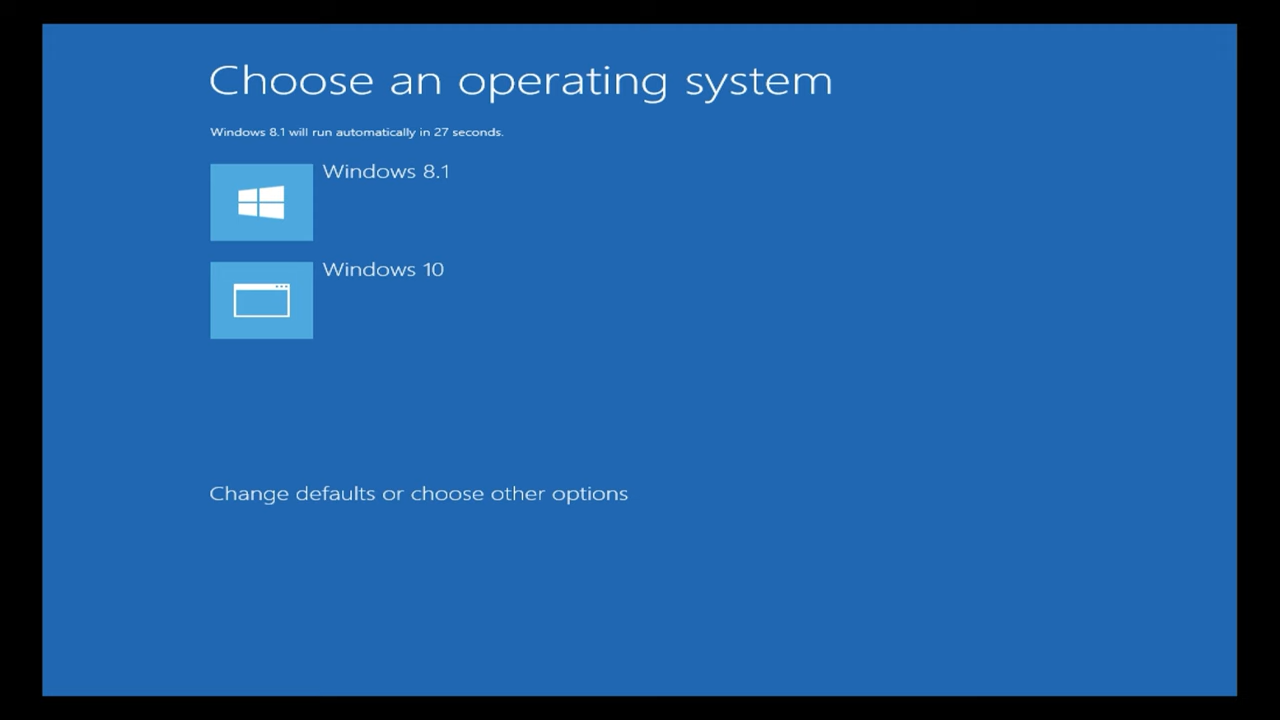 Choose an operating system
Windows 8.1 will run automatically in 27 seconds.
Windows 8.1
Windows 10
Change defaults or choose other options